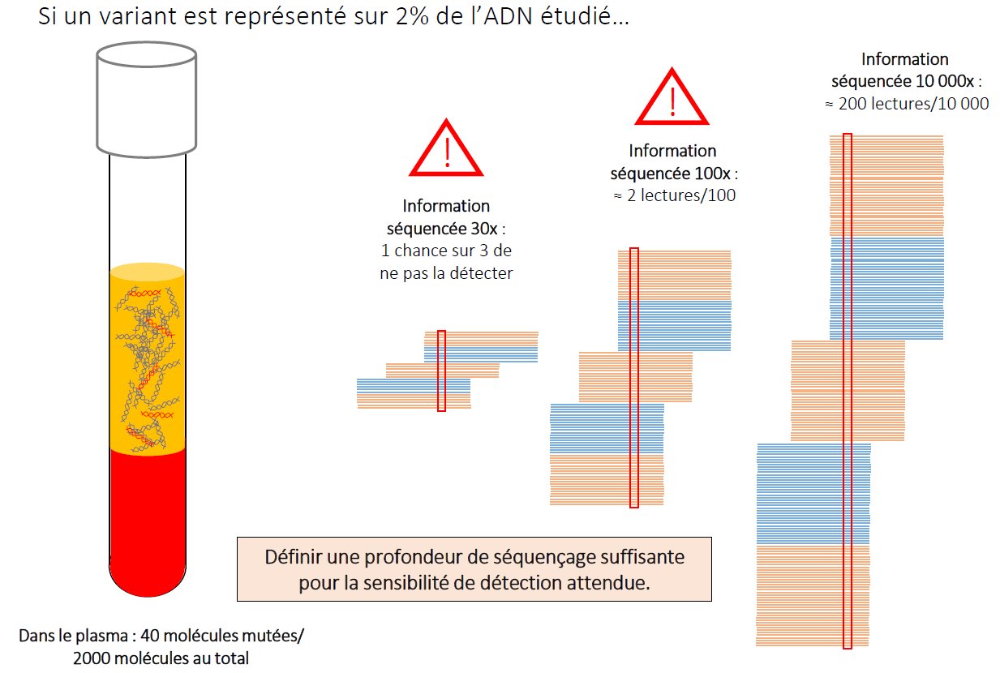 Si un variant est représenté sur 2% de l’ADN étudié…
Information
séquencée 30x :
1 chance sur 3 de
ne pas la détecter
!
Information
séquencée 100x :
≈ 2 lectures/100
!
Information
séquencée 10 000x :
≈ 200 lectures/10 000
Définir une profondeur de séquençage suffisante
pour la sensibilité de détection attendue.
Dans le plasma : 40 molécules mutées/
2000 molécules au total